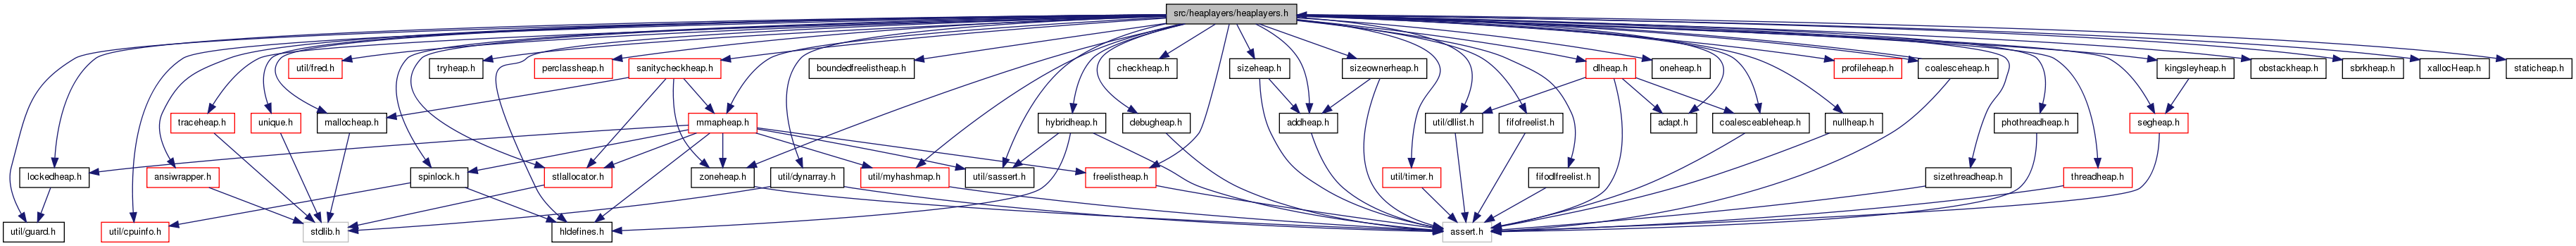 src/heaplayers/heaplayers.h
util/fred.h
tryheap.h
perclassheap.h
sanitycheckheap.h
boundedfreelistheap.h
checkheap.h
sizeheap.h
sizeownerheap.h
dlheap.h
oneheap.h
profileheap.h
coalesceheap.h
kingsleyheap.h
obstackheap.h
sbrkheap.h
xallocHeap.h
staticheap.h
traceheap.h
unique.h
mallocheap.h
mmapheap.h
hybridheap.h
debugheap.h
addheap.h
util/dllist.h
fifofreelist.h
adapt.h
coalesceableheap.h
nullheap.h
phothreadheap.h
segheap.h
lockedheap.h
ansiwrapper.h
spinlock.h
stlallocator.h
zoneheap.h
util/dynarray.h
util/myhashmap.h
util/sassert.h
freelistheap.h
util/timer.h
fifodlfreelist.h
sizethreadheap.h
threadheap.h
util/guard.h
util/cpuinfo.h
stdlib.h
hldefines.h
assert.h